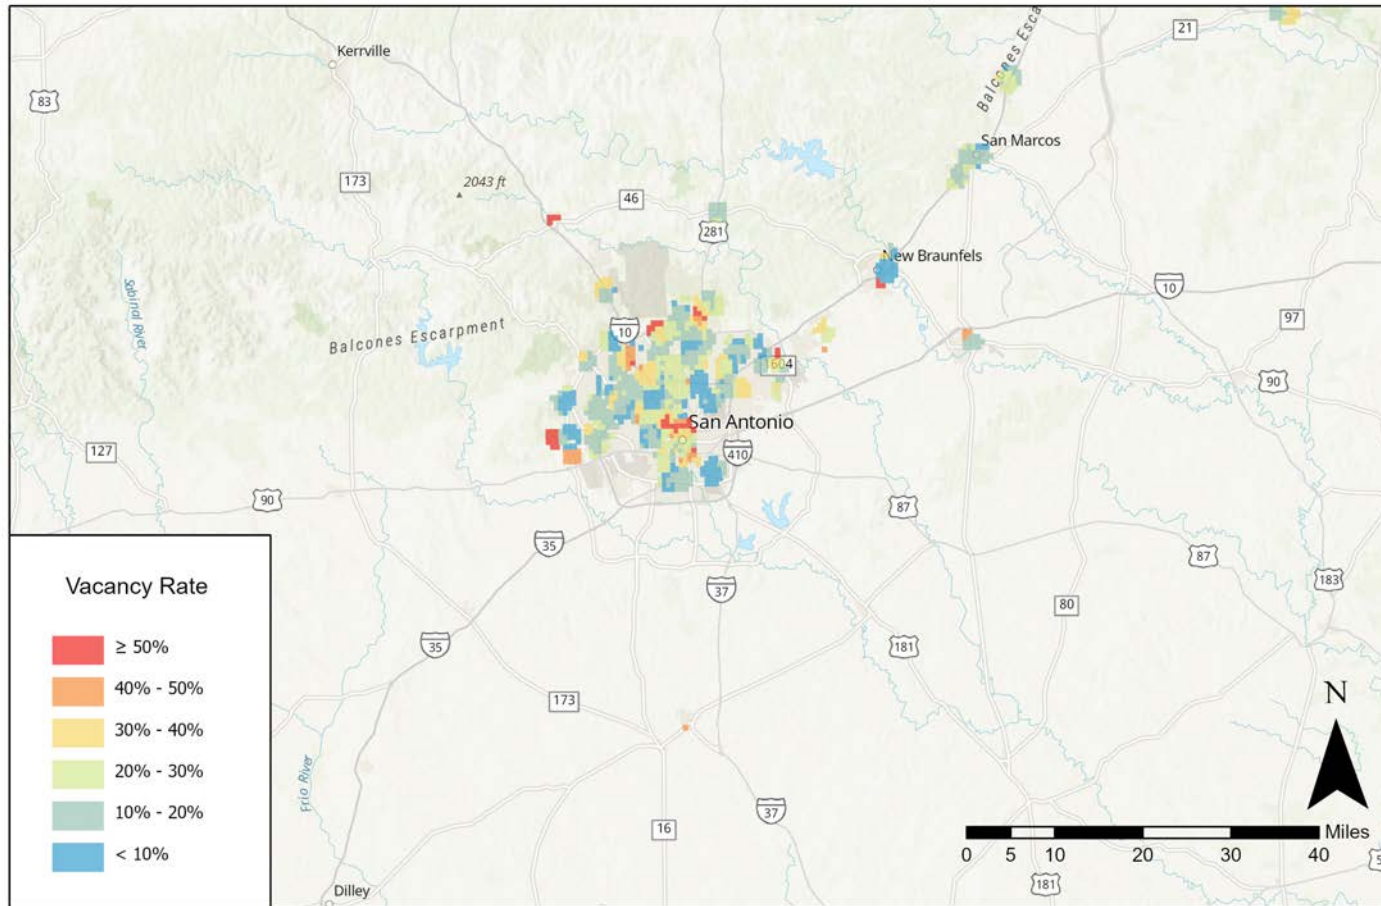 Balcones Esca
21
Kerrville
83
San Marcos
173
2043 ft
46
281
New Braunfels
10
Sabinal River
97
Balcones Escarpment
10
1604
90
San Antonio
127
410
90
87
35
87
183
Vacancy Rate
37
80
≥ 50%
35
181
40% - 50%
N
173
30% - 40%
20% - 30%
Frio River
10% - 20%
37
16
Miles
< 10%
0 5 10 20 30 40
5
Dilley
181